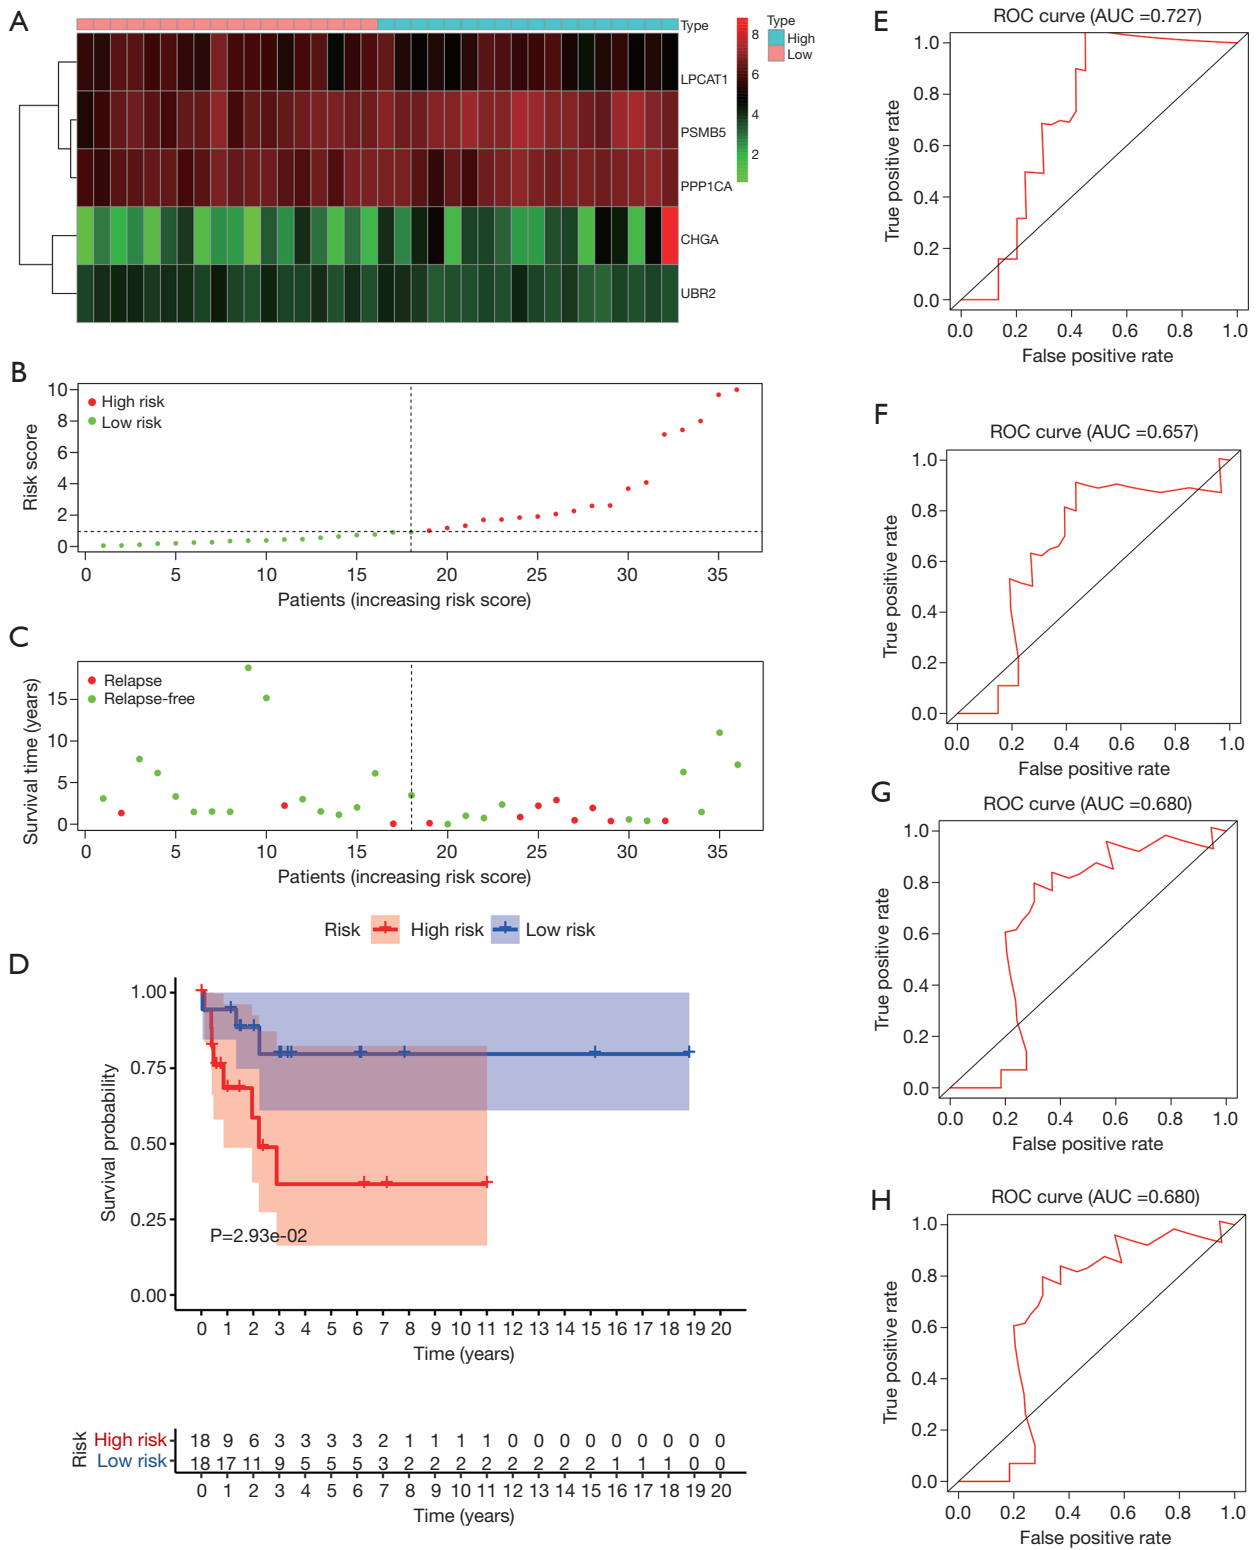 A
Type
LPCAT1
PSMB5
PPP1CA
CHGA
UBR2
8
6
4
2
Type
High
Low
B
High risk
Low risk
Risk score
10
8
6
4
2
0
0 5 10 15 20 25 30 35
Patients (increasing risk score)
C
Relapse
Relapse-free
Survival time (years)
15
10
5
0
0 5 10 15 20 25 30 35
Patients (increasing risk score)
Risk High risk Low risk
D
Survival probability
1.00
0.75
0.50
0.25
0.00
P=2.93e-02
0 1 2 3 4 5 6 7 8 9 10 11 12 13 14 15 16 17 18 19 20
Time (years)
Risk
High risk 18 9 6 3 3 3 3 2 1 1 1 1 0 0 0 0 0 0 0 0 0
Low risk 18 17 11 9 5 5 5 3 2 2 2 2 2 2 2 2 1 1 1 0 0
0 1 2 3 4 5 6 7 8 9 10 11 12 13 14 15 16 17 18 19 20
Time (years)
E
ROC curve (AUC =0.727)
True positive rate
1.0
0.8
0.6
0.4
0.2
0.0
0.0 0.2 0.4 0.6 0.8 1.0
False positive rate
F
ROC curve (AUC =0.657)
True positive rate
1.0
0.8
0.6
0.4
0.2
0.0
0.0 0.2 0.4 0.6 0.8 1.0
False positive rate
G
ROC curve (AUC =0.680)
True positive rate
1.0
0.8
0.6
0.4
0.2
0.0
0.0 0.2 0.4 0.6 0.8 1.0
False positive rate
H
ROC curve (AUC =0.680)
True positive rate
1.0
0.8
0.6
0.4
0.2
0.0
0.0 0.2 0.4 0.6 0.8 1.0
False positive rate